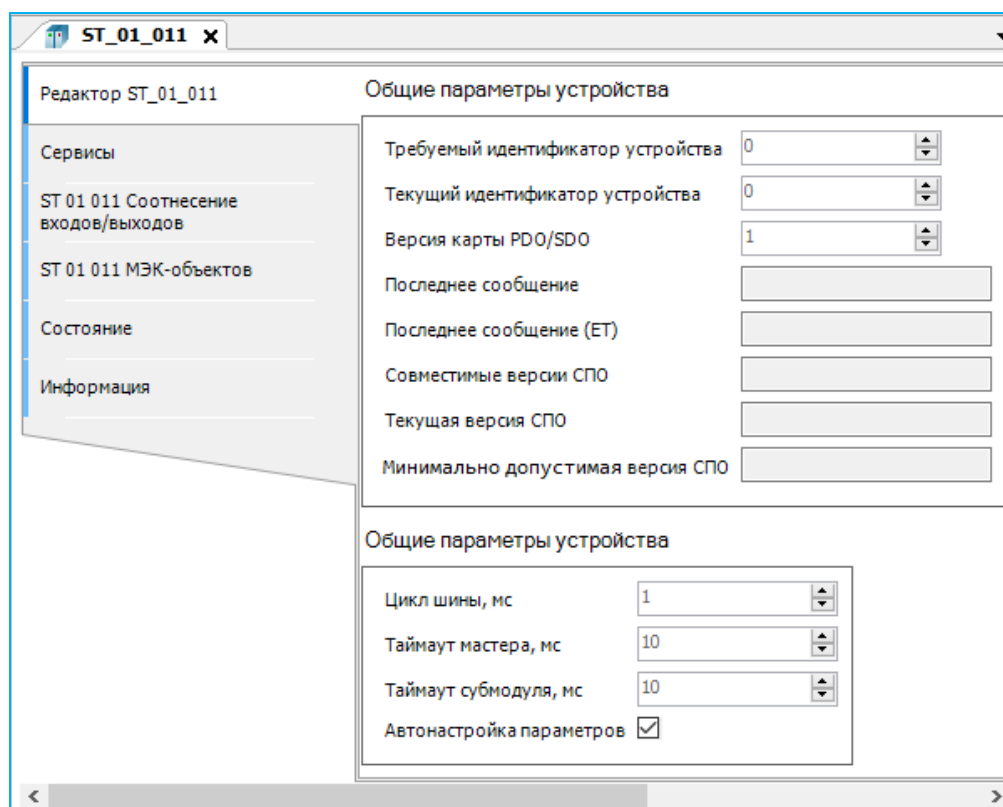 ST_01_011
Редактор ST_01_011
Сервисы
ST 01 011 Соотнесение
входов/выходов
ST 01 011 МЭК-объектов
Состояние
Информация
Общие параметры устройства
Требуемый идентификатор устройства 0
Текущий идентификатор устройства 0
Версия карты PDO/SDO 1
Последнее сообщение
Последнее сообщение (ET)
Совместимые версии СПО
Текущая версия СПО
Минимально допустимая версия СПО
Общие параметры устройства
Цикл шины, мс 1
Таймаут мастера, мс 10
Таймаут субмодуля, мс 10
Автонастройка параметров